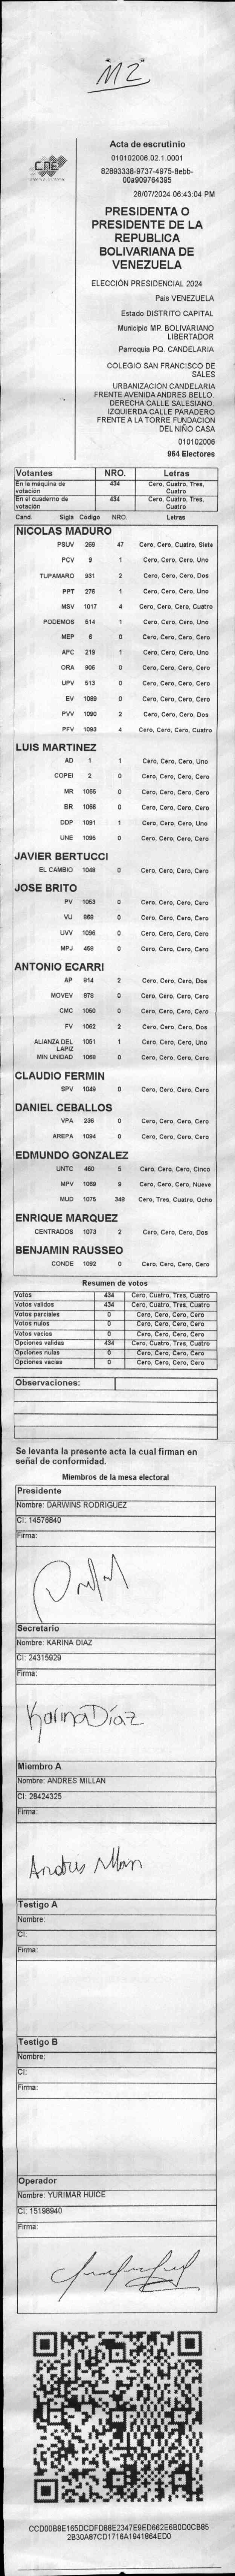 M2
CNE
Acta de escrutinio
010102006.02.1.0001
82893338-9737-4975-8ebb-
00a909764395
28/07/2024 06:43:04 PM
PRESIDENTA O
PRESIDENTE DE LA
REPUBLICA
BOLIVARIANA DE
VENEZUELA
ELECCIÓN PRESIDENCIAL 2024
País VENEZUELA
Estado DISTRITO CAPITAL
Municipio MP. BOLIVARIANO
LIBERTADOR
Parroquia PQ. CANDELARIA
COLEGIO SAN FRANCISCO DE
SALES
URBANIZACION CANDELARIA
FRENTE AVENIDA ANDRES BELLO.
DERECHA CALLE SALESIANO.
IZQUIERDA CALLE PARADERO
FRENTE A LA TORRE FUNDACION
DEL NIÑO CASA
010102006
964 Electores
Votantes NRO. Letras
En la máquina de votación 434 Cero, Cuatro, Tres, Cuatro
En el cuaderno de votación 434 Cero, Cuatro, Tres, Cuatro
Cand. Sigla Código NRO. Letras
NICOLAS MADURO
PSUV 269 47 Cero, Cero, Cuatro, Siete
PCV 9 1 Cero, Cero, Cero, Uno
TUPAMARO 931 2 Cero, Cero, Cero, Dos
PPT 276 1 Cero, Cero, Cero, Uno
MSV 1017 4 Cero, Cero, Cero, Cuatro
PODEMOS 514 1 Cero, Cero, Cero, Uno
MEP 6 0 Cero, Cero, Cero, Cero
APC 219 1 Cero, Cero, Cero, Uno
ORA 906 0 Cero, Cero, Cero, Cero
UPV 513 0 Cero, Cero, Cero, Cero
EV 1089 0 Cero, Cero, Cero, Cero
PVV 1090 2 Cero, Cero, Cero, Dos
PFV 1093 4 Cero, Cero, Cero, Cuatro
LUIS MARTINEZ
AD 1 1 Cero, Cero, Cero, Uno
COPEI 2 0 Cero, Cero, Cero, Cero
MR 1065 0 Cero, Cero, Cero, Cero
BR 1066 0 Cero, Cero, Cero, Cero
DDP 1091 1 Cero, Cero, Cero, Uno
UNE 1095 0 Cero, Cero, Cero, Cero
JAVIER BERTUCCI
EL CAMBIO 1048 0 Cero, Cero, Cero, Cero
JOSE BRITO
PV 1053 0 Cero, Cero, Cero, Cero
VU 868 0 Cero, Cero, Cero, Cero
UVV 1096 0 Cero, Cero, Cero, Cero
MPJ 458 0 Cero, Cero, Cero, Cero
ANTONIO ECARRI
AP 914 2 Cero, Cero, Cero, Dos
MOVEV 878 0 Cero, Cero, Cero, Cero
CMC 1050 0 Cero, Cero, Cero, Cero
FV 1052 2 Cero, Cero, Cero, Dos
ALIANZA DEL LAPIZ 1051 1 Cero, Cero, Cero, Uno
MIN UNIDAD 1068 0 Cero, Cero, Cero, Cero
CLAUDIO FERMIN
SPV 1049 0 Cero, Cero, Cero, Cero
DANIEL CEBALLOS
VPA 236 0 Cero, Cero, Cero, Cero
AREPA 1094 0 Cero, Cero, Cero, Cero
EDMUNDO GONZALEZ
UNTC 460 5 Cero, Cero, Cero, Cinco
MPV 1069 9 Cero, Cero, Cero, Nueve
MUD 1075 348 Cero, Tres, Cuatro, Ocho
ENRIQUE MARQUEZ
CENTRADOS 1073 2 Cero, Cero, Cero, Dos
BENJAMIN RAUSSEO
CONDE 1092 0 Cero, Cero, Cero, Cero
Resumen de votos
Votos 434 Cero, Cuatro, Tres, Cuatro
Votos validos 434 Cero, Cuatro, Tres, Cuatro
Votos parciales 0 Cero, Cero, Cero, Cero
Votos nulos 0 Cero, Cero, Cero, Cero
Votos vacios 0 Cero, Cero, Cero, Cero
Opciones validas 434 Cero, Cuatro, Tres, Cuatro
Opciones nulas 0 Cero, Cero, Cero, Cero
Opciones vacias 0 Cero, Cero, Cero, Cero
Observaciones:
Se levanta la presente acta la cual firman en
señal de conformidad.
Miembros de la mesa electoral
Presidente
Nombre: DARWINS RODRIGUEZ
CI: 14576840
Firma:
Secretario
Nombre: KARINA DIAZ
CI: 24315929
Firma:
Karina Díaz
Miembro A
Nombre: ANDRES MILLAN
CI: 28424325
Firma:
Andres Millan
Testigo A
Nombre:
CI:
Firma:
Testigo B
Nombre:
CI:
Firma:
Operador
Nombre: YURIMAR HUICE
CI: 15198940
Firma:
CCD00B8E165DCDFD88E2347E9ED662E6B0D0CB85
2B30A87CD1716A1941864ED0